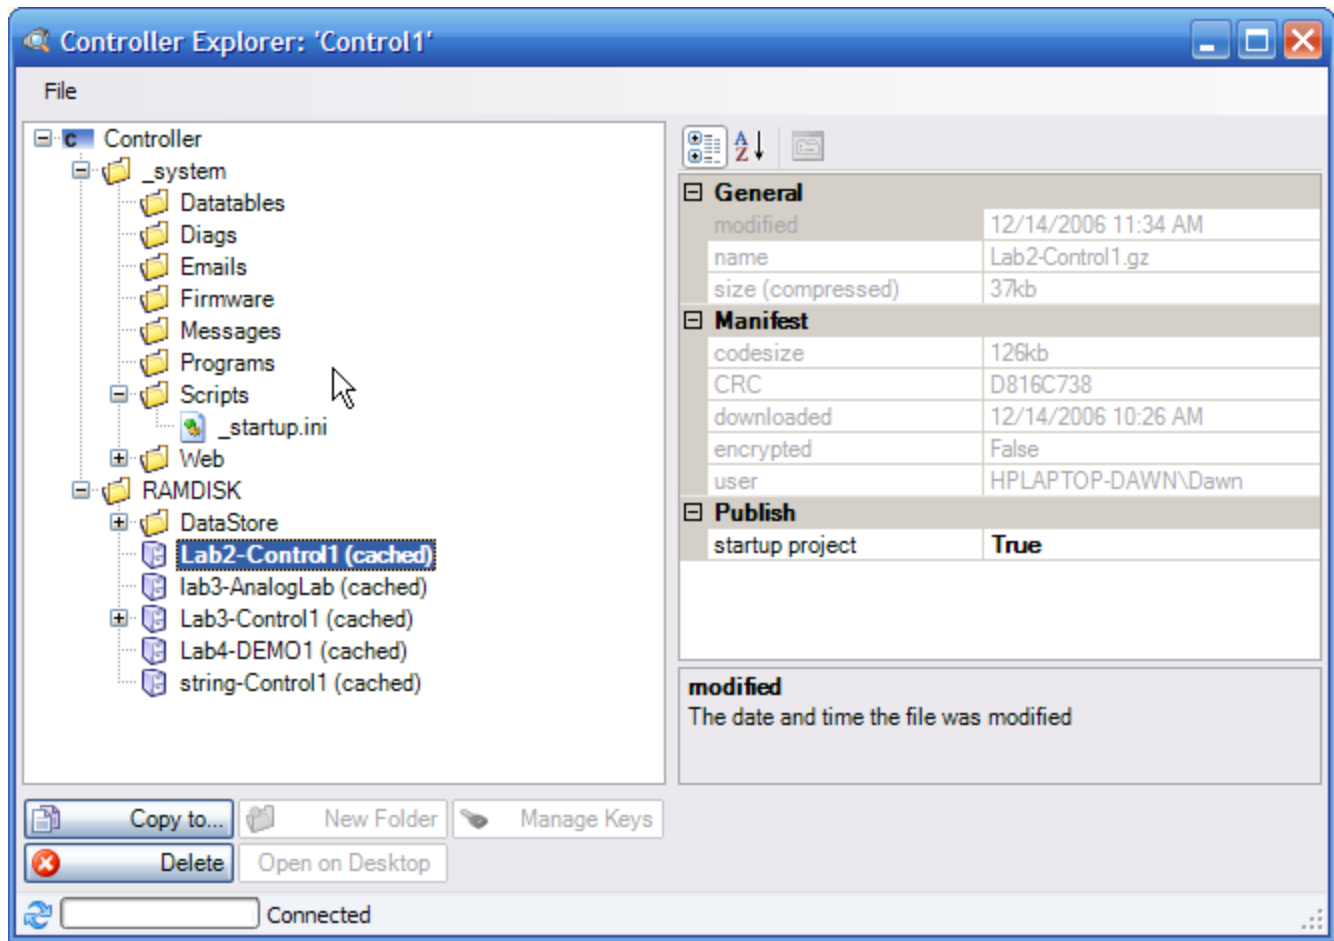 Controller Explorer: 'Control1'
File
Controller
_system
Datatables
Diags
Emails
Firmware
Messages
Programs
Scripts
_startup.ini
Web
RAMDISK
DataStore
Lab2-Control1 (cached)
lab3-AnalogLab (cached)
Lab3-Control1 (cached)
Lab4-DEMO1 (cached)
string-Control1 (cached)
General
modified 12/14/2006 11:34 AM
name Lab2-Control1.gz
size (compressed) 37kb
Manifest
codesize 126kb
CRC D816C738
downloaded 12/14/2006 10:26 AM
encrypted False
user HPLAPTOP-DAWN\Dawn
Publish
startup project True
modified
The date and time the file was modified
Copy to... New Folder Manage Keys
Delete Open on Desktop
Connected